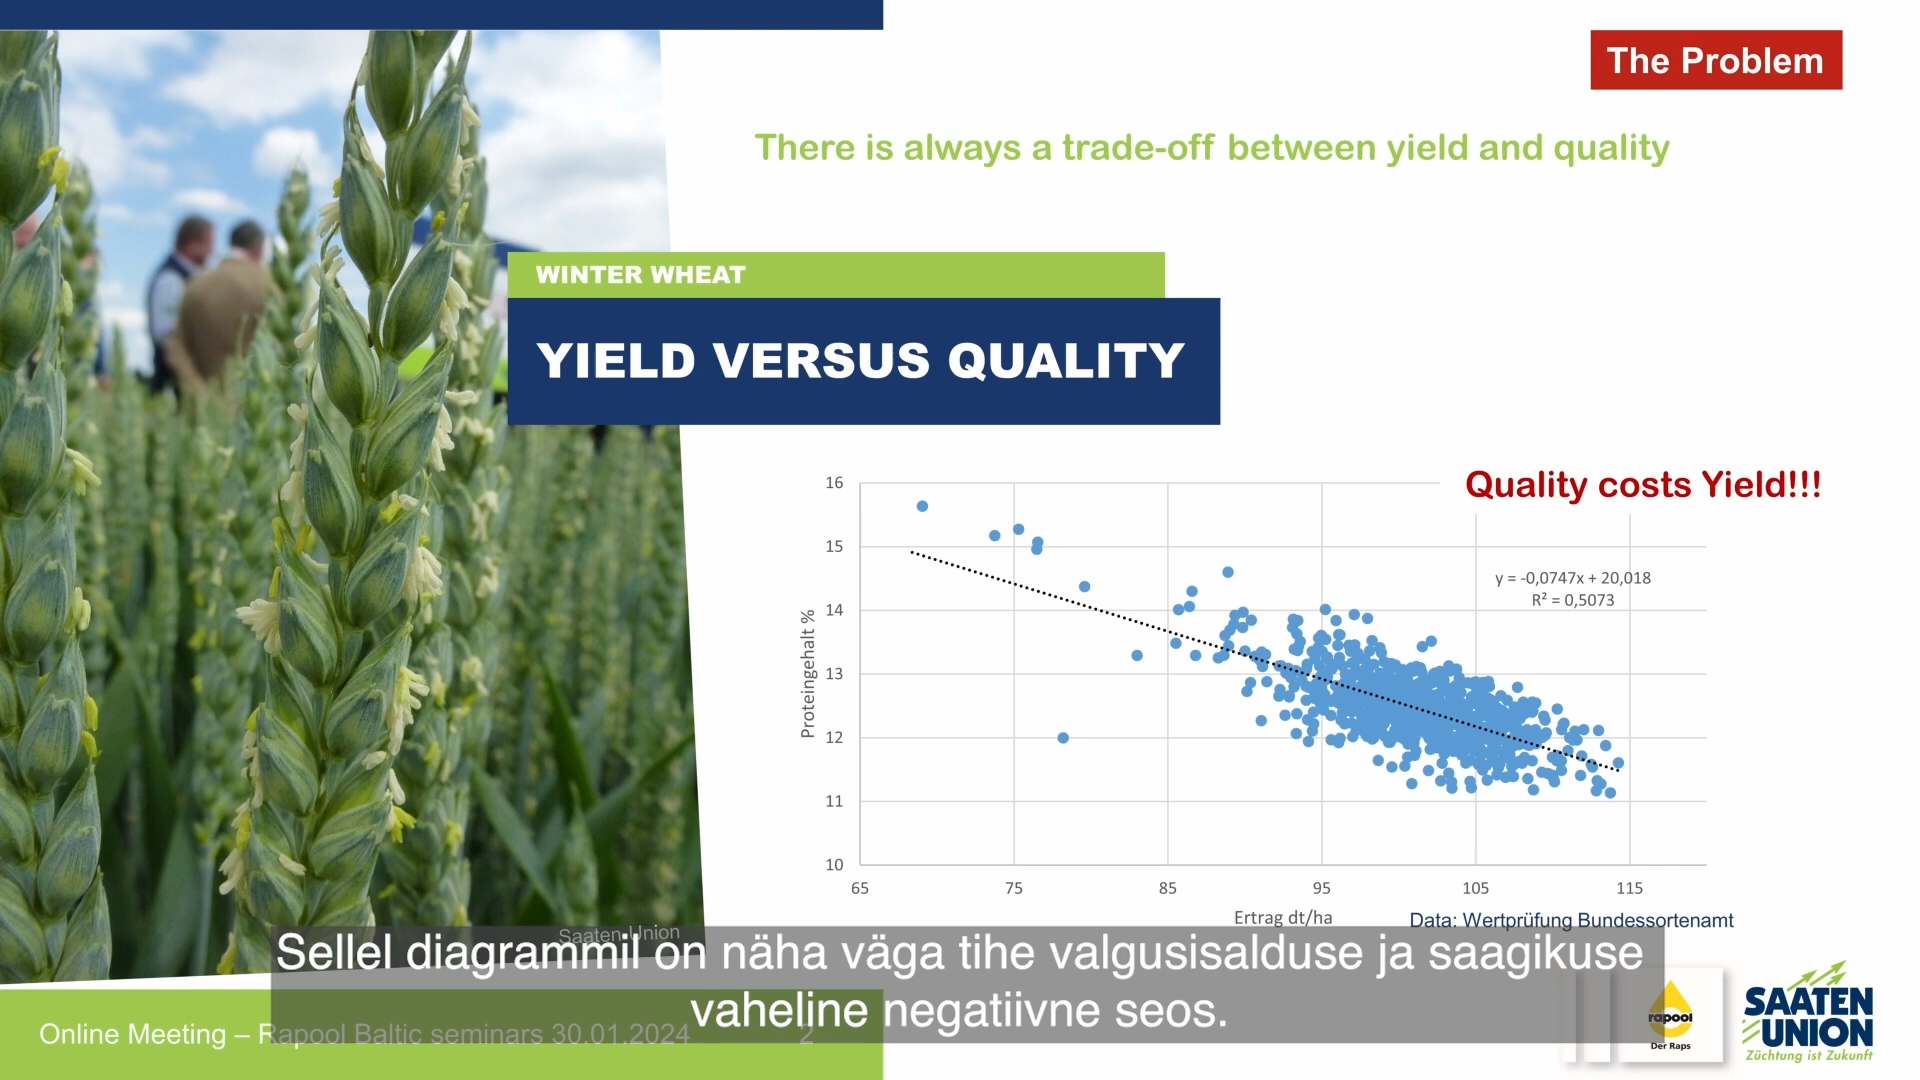 The Problem
There is always a trade-off between yield and quality
WINTER WHEAT
YIELD VERSUS QUALITY
Quality costs Yield!!!
16
15
14
13
12
11
10
Proteingehalt %
y = -0,0747x + 20,018
R² = 0,5073
65 75 85 95 105 115
Ertrag dt/ha
Data: Wertprüfung Bundessortenamt
Saaten-Union
Sellel diagrammil on näha väga tihe valgusisalduse ja saagikuse
vaheline negatiivne seos.
Online Meeting – Rapool Baltic seminars 30.01.2024
2
rapool
Der Raps
SAATEN
UNION
Züchtung ist Zukunft